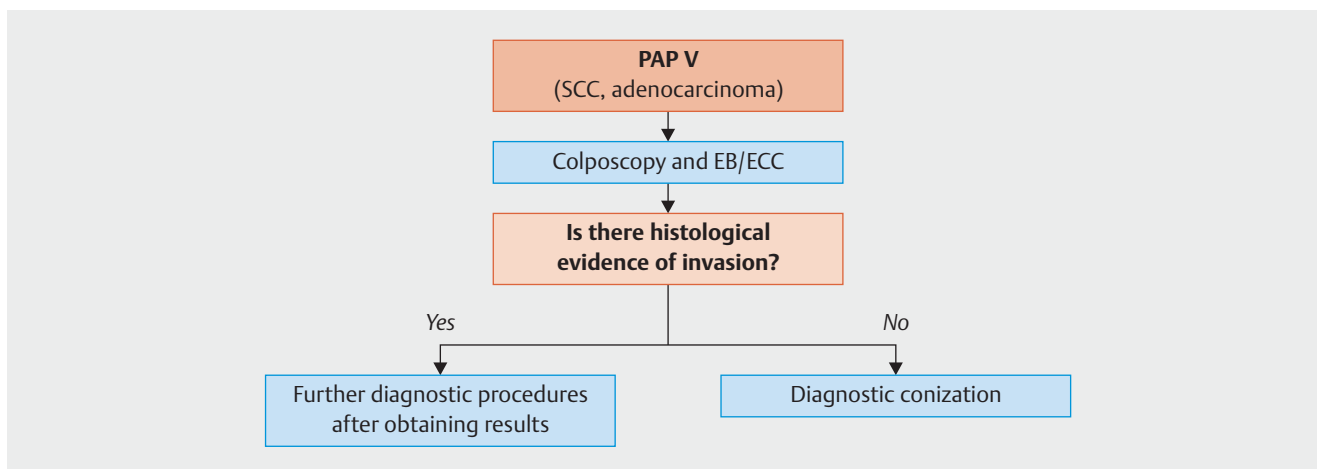 PAP V
(SCC, adenocarcinoma)
Colposcopy and EB/ECC
Is there histological
evidence of invasion?
Yes
No
Further diagnostic procedures
after obtaining results
Diagnostic conization